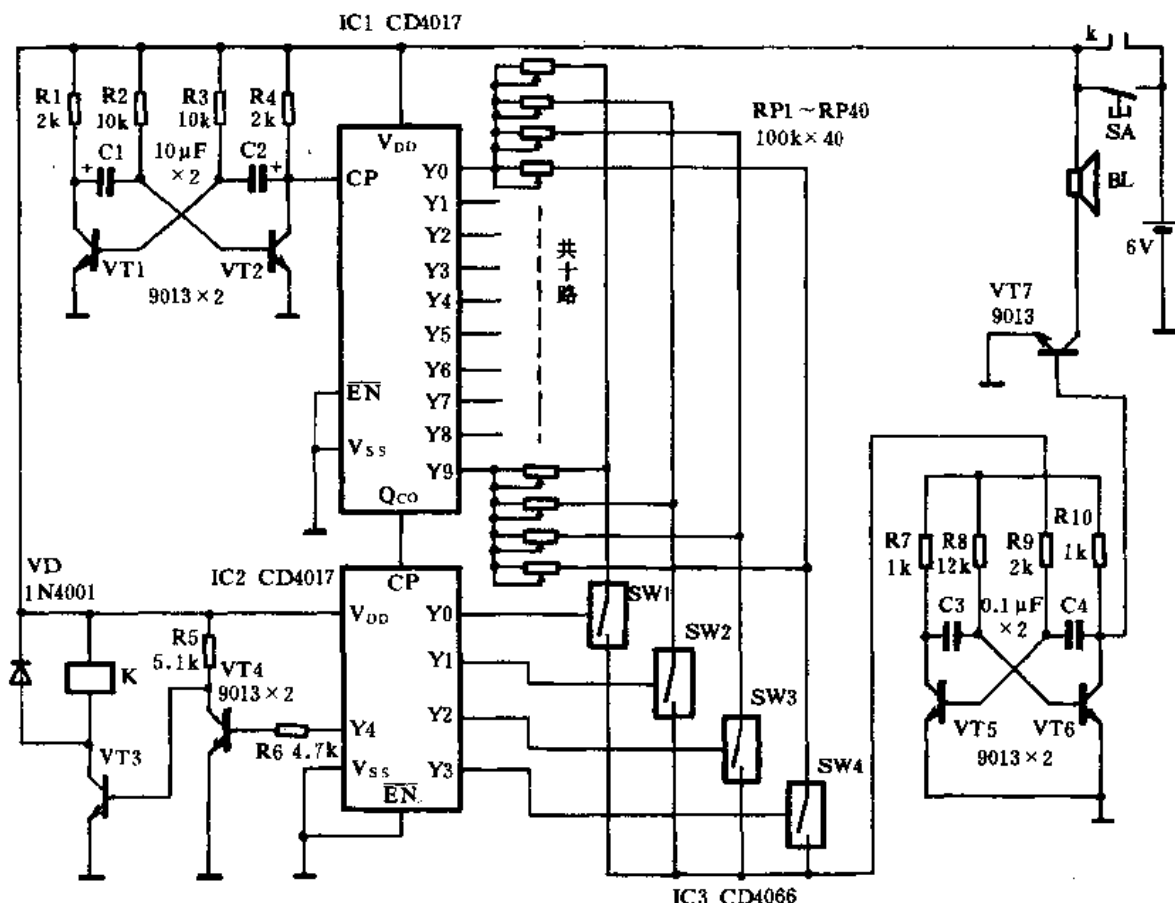 IC1 CD4017
k
R1
2k
R2
10k
R3
10k
R4
2k
C1
+
10μF
×2
C2
+
VT1
VT2
9013×2
V_DD
CP
Y0
Y1
Y2
Y3
Y4
Y5
Y6
Y7
Y8
Y9
E̅N̅
V_SS
Q_CO
共十路
RP1～RP40
100k×40
SA
BL
6V
VT7
9013
VD
1N4001
K
R5
5.1k
VT4
9013×2
VT3
R6 4.7k
IC2 CD4017
CP
V_DD
Y0
Y1
Y2
Y3
Y4
V_SS
E̅N̅
SW1
SW2
SW3
SW4
IC3 CD4066
R7
1k
R8
12k
R9
2k
R10
1k
C3
0.1μF
×2
C4
VT5
VT6
9013×2